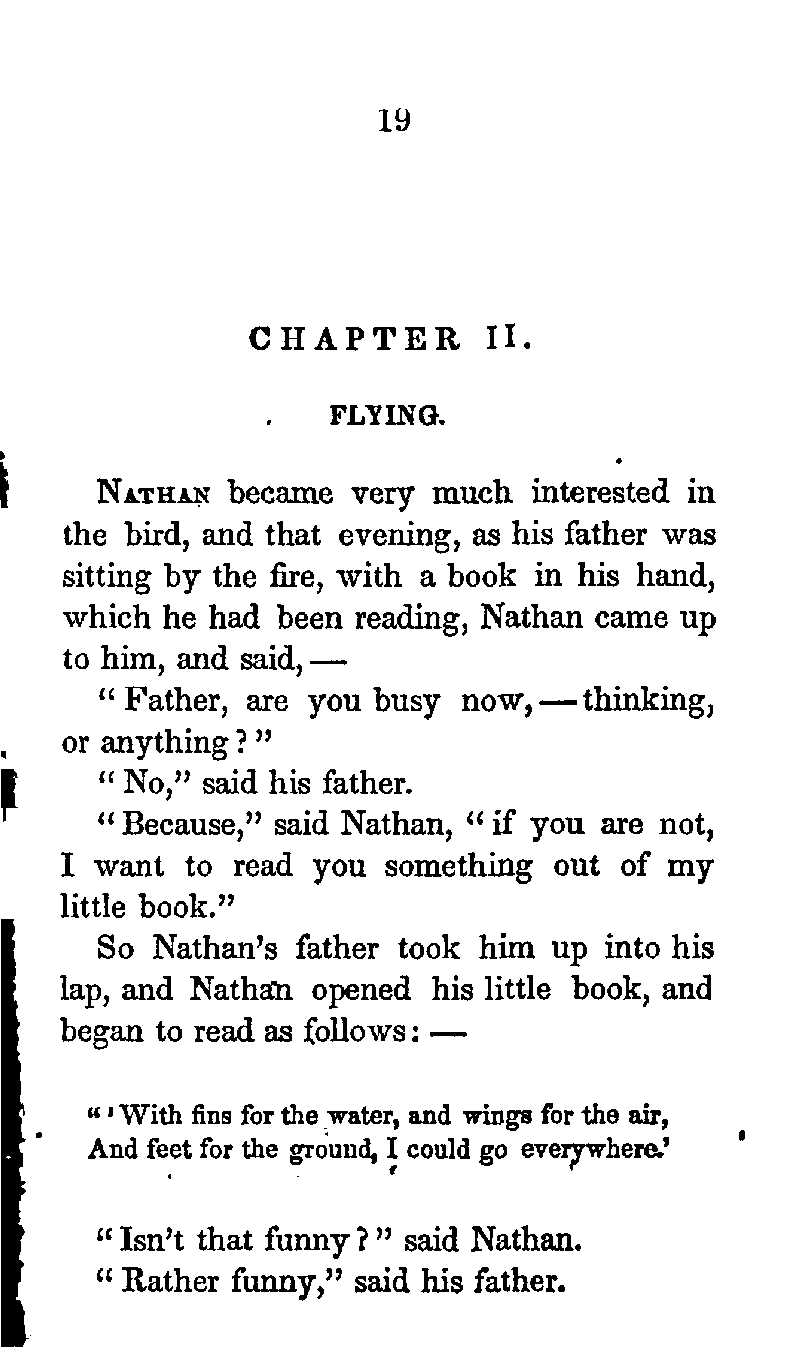 19
CHAPTER II.
FLYING.
NATHAN became very much interested in
the bird, and that evening, as his father was
sitting by the fire, with a book in his hand,
which he had been reading, Nathan came up
to him, and said, —
“ Father, are you busy now, — thinking,
or anything ? ”
“ No,” said his father.
“ Because,” said Nathan, “ if you are not,
I want to read you something out of my
little book.”
So Nathan’s father took him up into his
lap, and Nathan opened his little book, and
began to read as follows: —
“ ‘ With fins for the water, and wings for the air,
And feet for the ground, I could go everywhere.’
“ Isn’t that funny ? ” said Nathan.
“ Rather funny,” said his father.